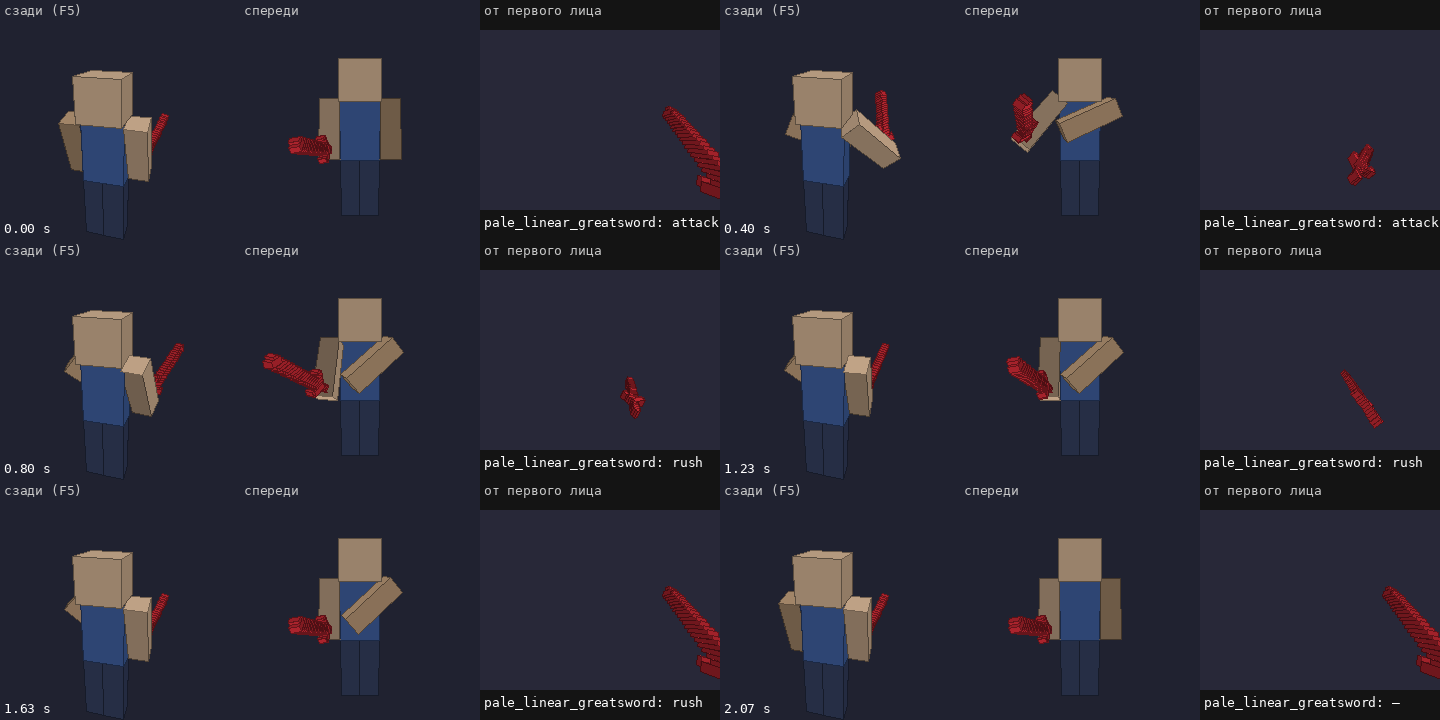 сзади (F5)
спереди
от первого лица
сзади (F5)
спереди
от первого лица
0.00 s
pale_linear_greatsword: attack
0.40 s
pale_linear_greatsword: attack
сзади (F5)
спереди
от первого лица
сзади (F5)
спереди
от первого лица
0.80 s
pale_linear_greatsword: rush
1.23 s
pale_linear_greatsword: rush
сзади (F5)
спереди
от первого лица
сзади (F5)
спереди
от первого лица
1.63 s
pale_linear_greatsword: rush
2.07 s
pale_linear_greatsword: —